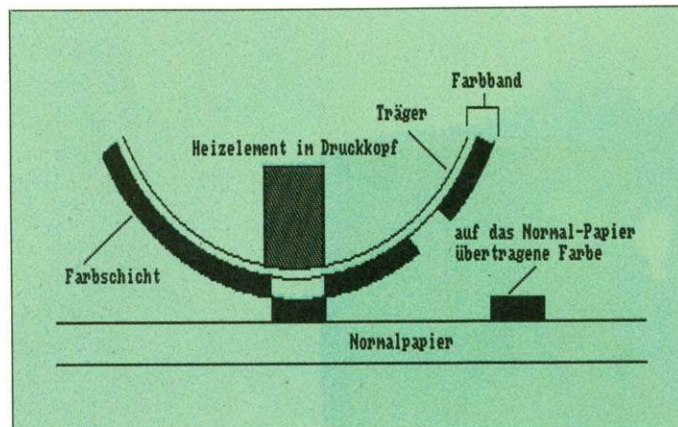 Farbband
Träger
Heizelement im Druckkopf
auf das Normal-Papier
übertragene Farbe
Farbschicht
Normalpapier